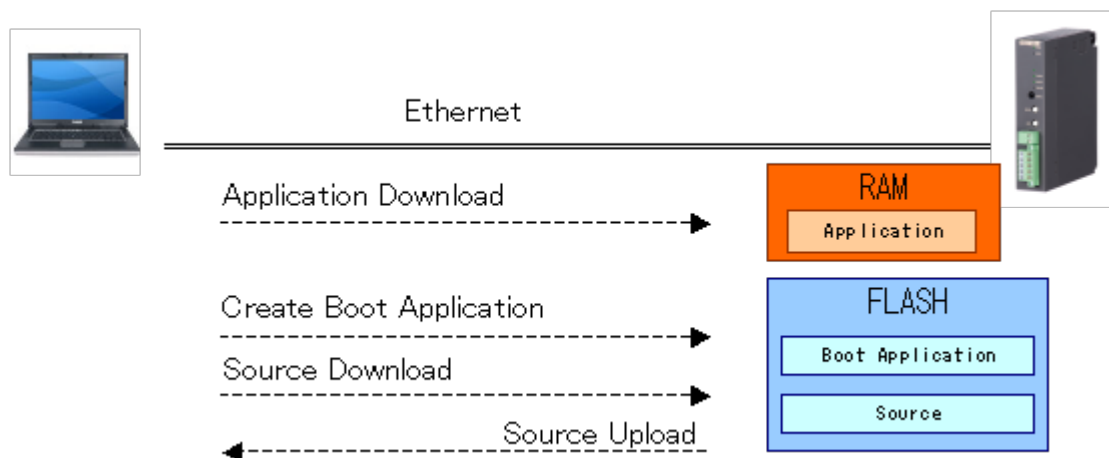 Ethernet
Application Download
RAM
Application
Create Boot Application
FLASH
Boot Application
Source Download
Source
Source Upload